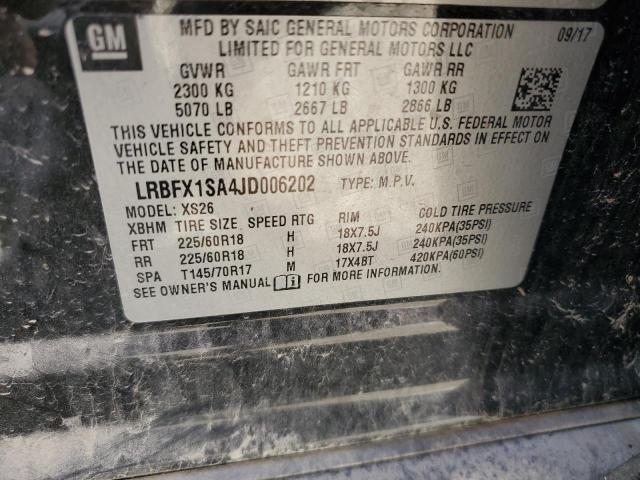 GM
MFD BY SAIC GENERAL MOTORS CORPORATION 09/17
LIMITED FOR GENERAL MOTORS LLC
GVWR GAWR FRT GAWR RR
2300 KG 1210 KG 1300 KG
5070 LB 2667 LB 2866 LB
THIS VEHICLE CONFORMS TO ALL APPLICABLE U.S. FEDERAL MOTOR
VEHICLE SAFETY AND THEFT PREVENTION STANDARDS IN EFFECT ON
THE DATE OF MANUFACTURE SHOWN ABOVE.
LRBFX1SA4JD006202 TYPE: M.P.V.
MODEL: XS26
XBHM TIRE SIZE SPEED RTG RIM COLD TIRE PRESSURE
FRT 225/60R18 H 18X7.5J 240KPA(35PSI)
RR 225/60R18 H 18X7.5J 240KPA(35PSI)
SPA T145/70R17 M 17X4BT 420KPA(60PSI)
SEE OWNER'S MANUAL FOR MORE INFORMATION